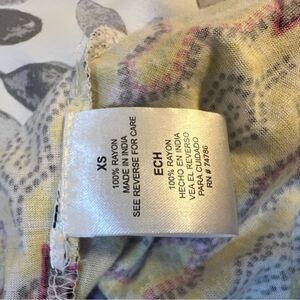 XS
100% RAYON
MADE IN INDIA
SEE REVERSE FOR CARE
ECH
100% RAYON
HECHO EN INDIA
VEA EL REVERSO
PARA CUIDADO
RN # 74786